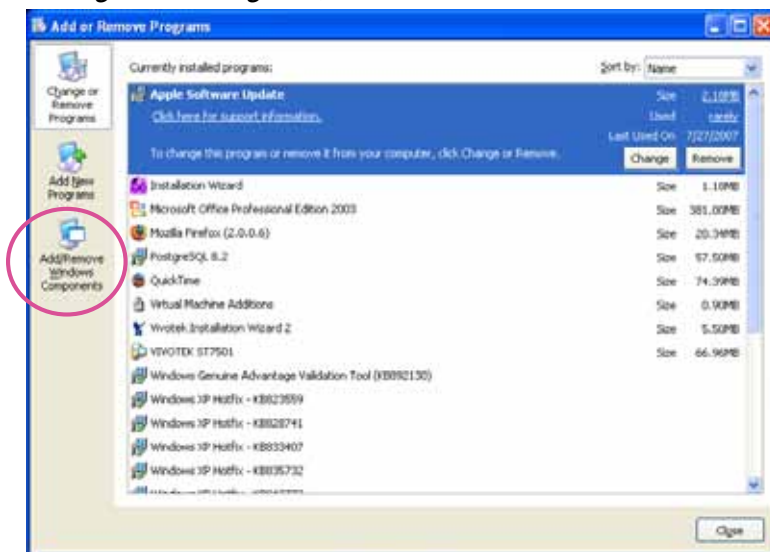 Add or Remove Programs
Change or
Remove
Programs
Add New
Programs
Add/Remove
Windows
Components
Currently installed programs:
Sort by: Name
Apple Software Update
Size 2.10MB
Click here for support information.
Used rarely
Last Used On 7/27/2007
To change this program or remove it from your computer, click Change or Remove.
Change Remove
Installation Wizard Size 1.10MB
Microsoft Office Professional Edition 2003 Size 381.00MB
Mozilla Firefox (2.0.0.6) Size 20.34MB
PostgreSQL 8.2 Size 57.50MB
QuickTime Size 74.39MB
Virtual Machine Additions Size 0.90MB
Vivotek Installation Wizard 2 Size 5.50MB
VIVOTEK ST7501 Size 66.96MB
Windows Genuine Advantage Validation Tool (KB892130)
Windows XP Hotfix - KB823559
Windows XP Hotfix - KB828741
Windows XP Hotfix - KB833407
Windows XP Hotfix - KB835732
Close